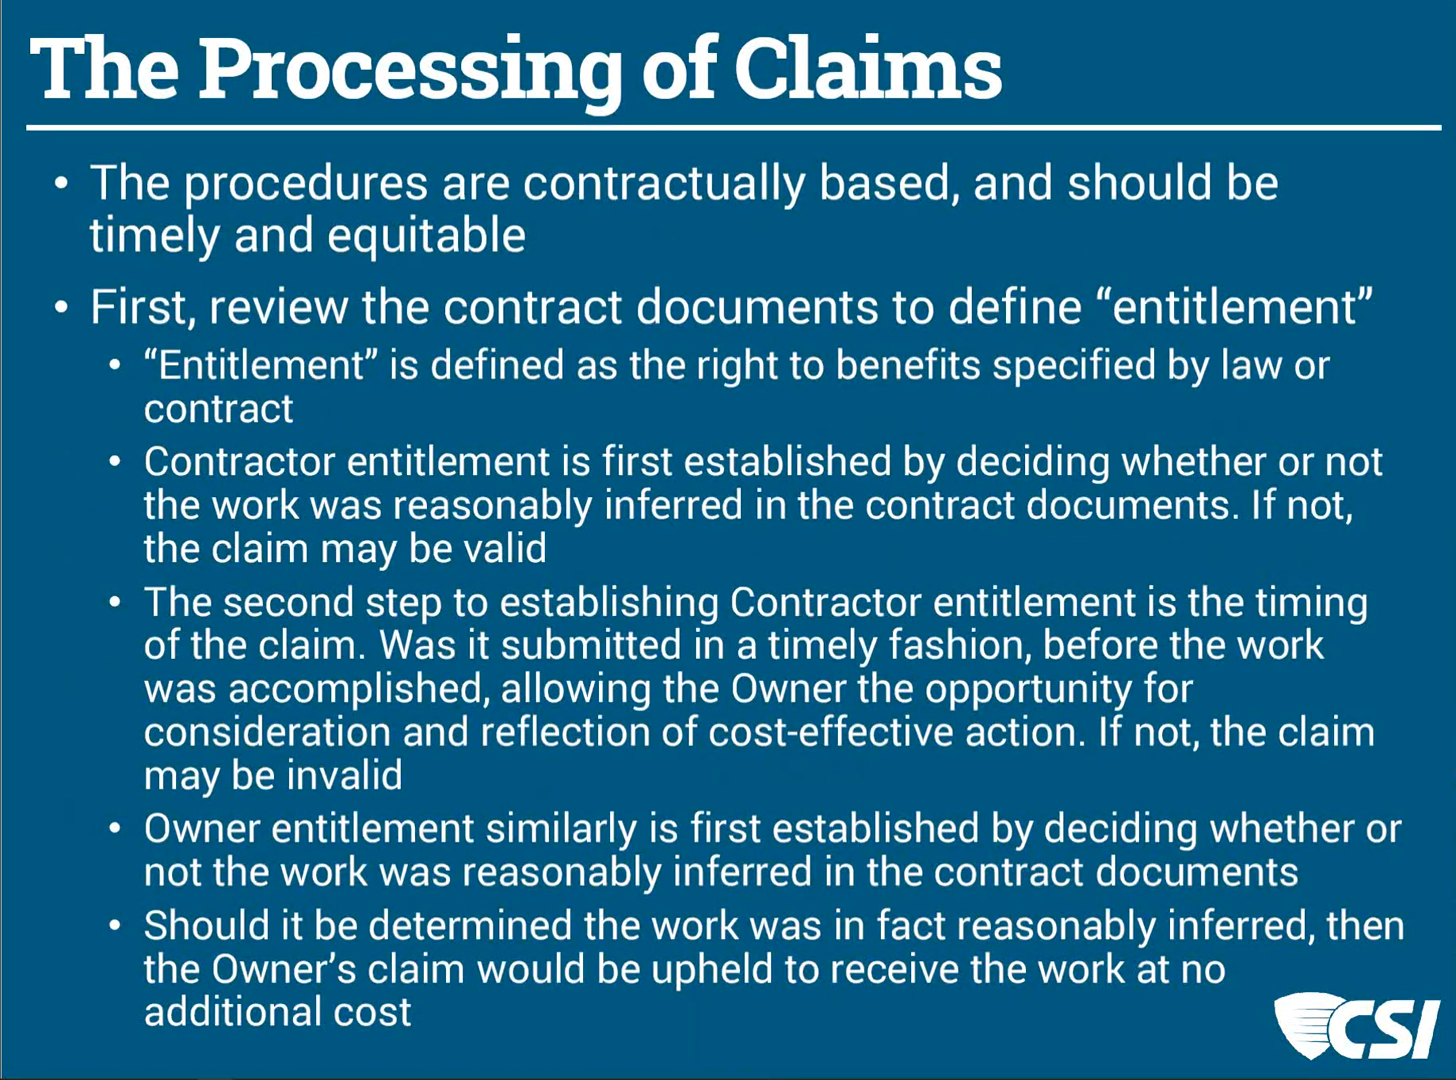 The Processing of Claims
• The procedures are contractually based, and should be
timely and equitable
• First, review the contract documents to define “entitlement”
• “Entitlement” is defined as the right to benefits specified by law or
contract
• Contractor entitlement is first established by deciding whether or not
the work was reasonably inferred in the contract documents. If not,
the claim may be valid
• The second step to establishing Contractor entitlement is the timing
of the claim. Was it submitted in a timely fashion, before the work
was accomplished, allowing the Owner the opportunity for
consideration and reflection of cost-effective action. If not, the claim
may be invalid
• Owner entitlement similarly is first established by deciding whether or
not the work was reasonably inferred in the contract documents
• Should it be determined the work was in fact reasonably inferred, then
the Owner’s claim would be upheld to receive the work at no
additional cost
CSI